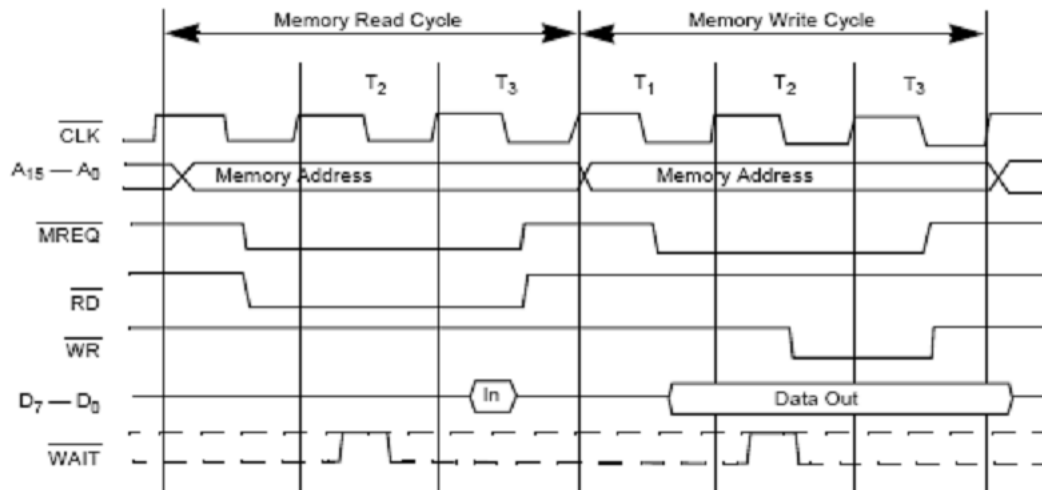 Memory Read Cycle Memory Write Cycle
T₂ T₃ T₁ T₂ T₃
CLK
A₁₅ — A₀ Memory Address Memory Address
MREQ
RD
WR
D₇ — D₀ In Data Out
WAIT